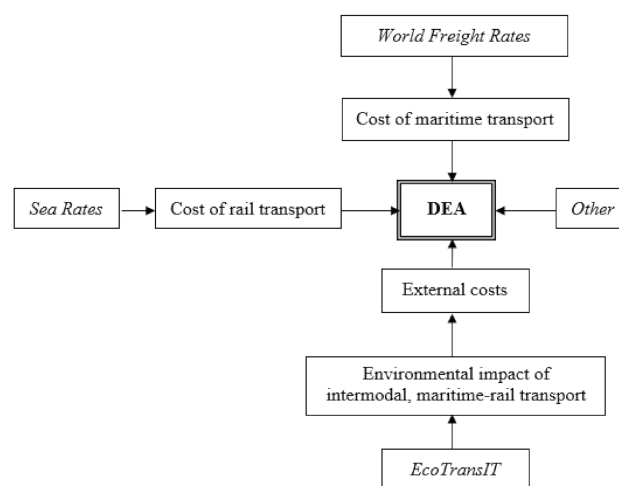 World Freight Rates
Cost of maritime transport
Sea Rates
Cost of rail transport
DEA
Other
External costs
Environmental impact of
intermodal, maritime-rail transport
EcoTransIT